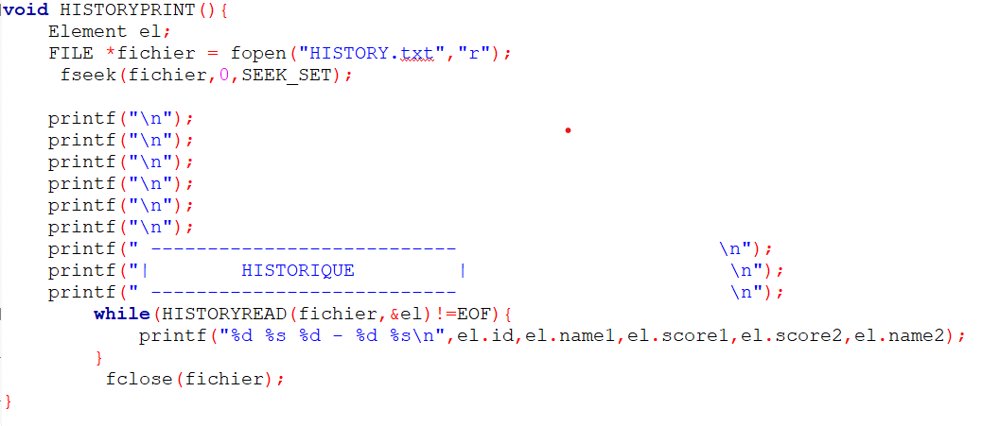 void HISTORYPRINT(){
    Element el;
    FILE *fichier = fopen("HISTORY.txt","r");
     fseek(fichier,0,SEEK_SET);

    printf("\n");
    printf("\n");
    printf("\n");
    printf("\n");
    printf("\n");
    printf("\n");
    printf(" ---------------------------                       \n");
    printf("|        HISTORIQUE         |                       \n");
    printf(" ---------------------------                        \n");
        while(HISTORYREAD(fichier,&el)!=EOF){
            printf("%d %s %d - %d %s\n",el.id,el.name1,el.score1,el.score2,el.name2);
        }
         fclose(fichier);
}